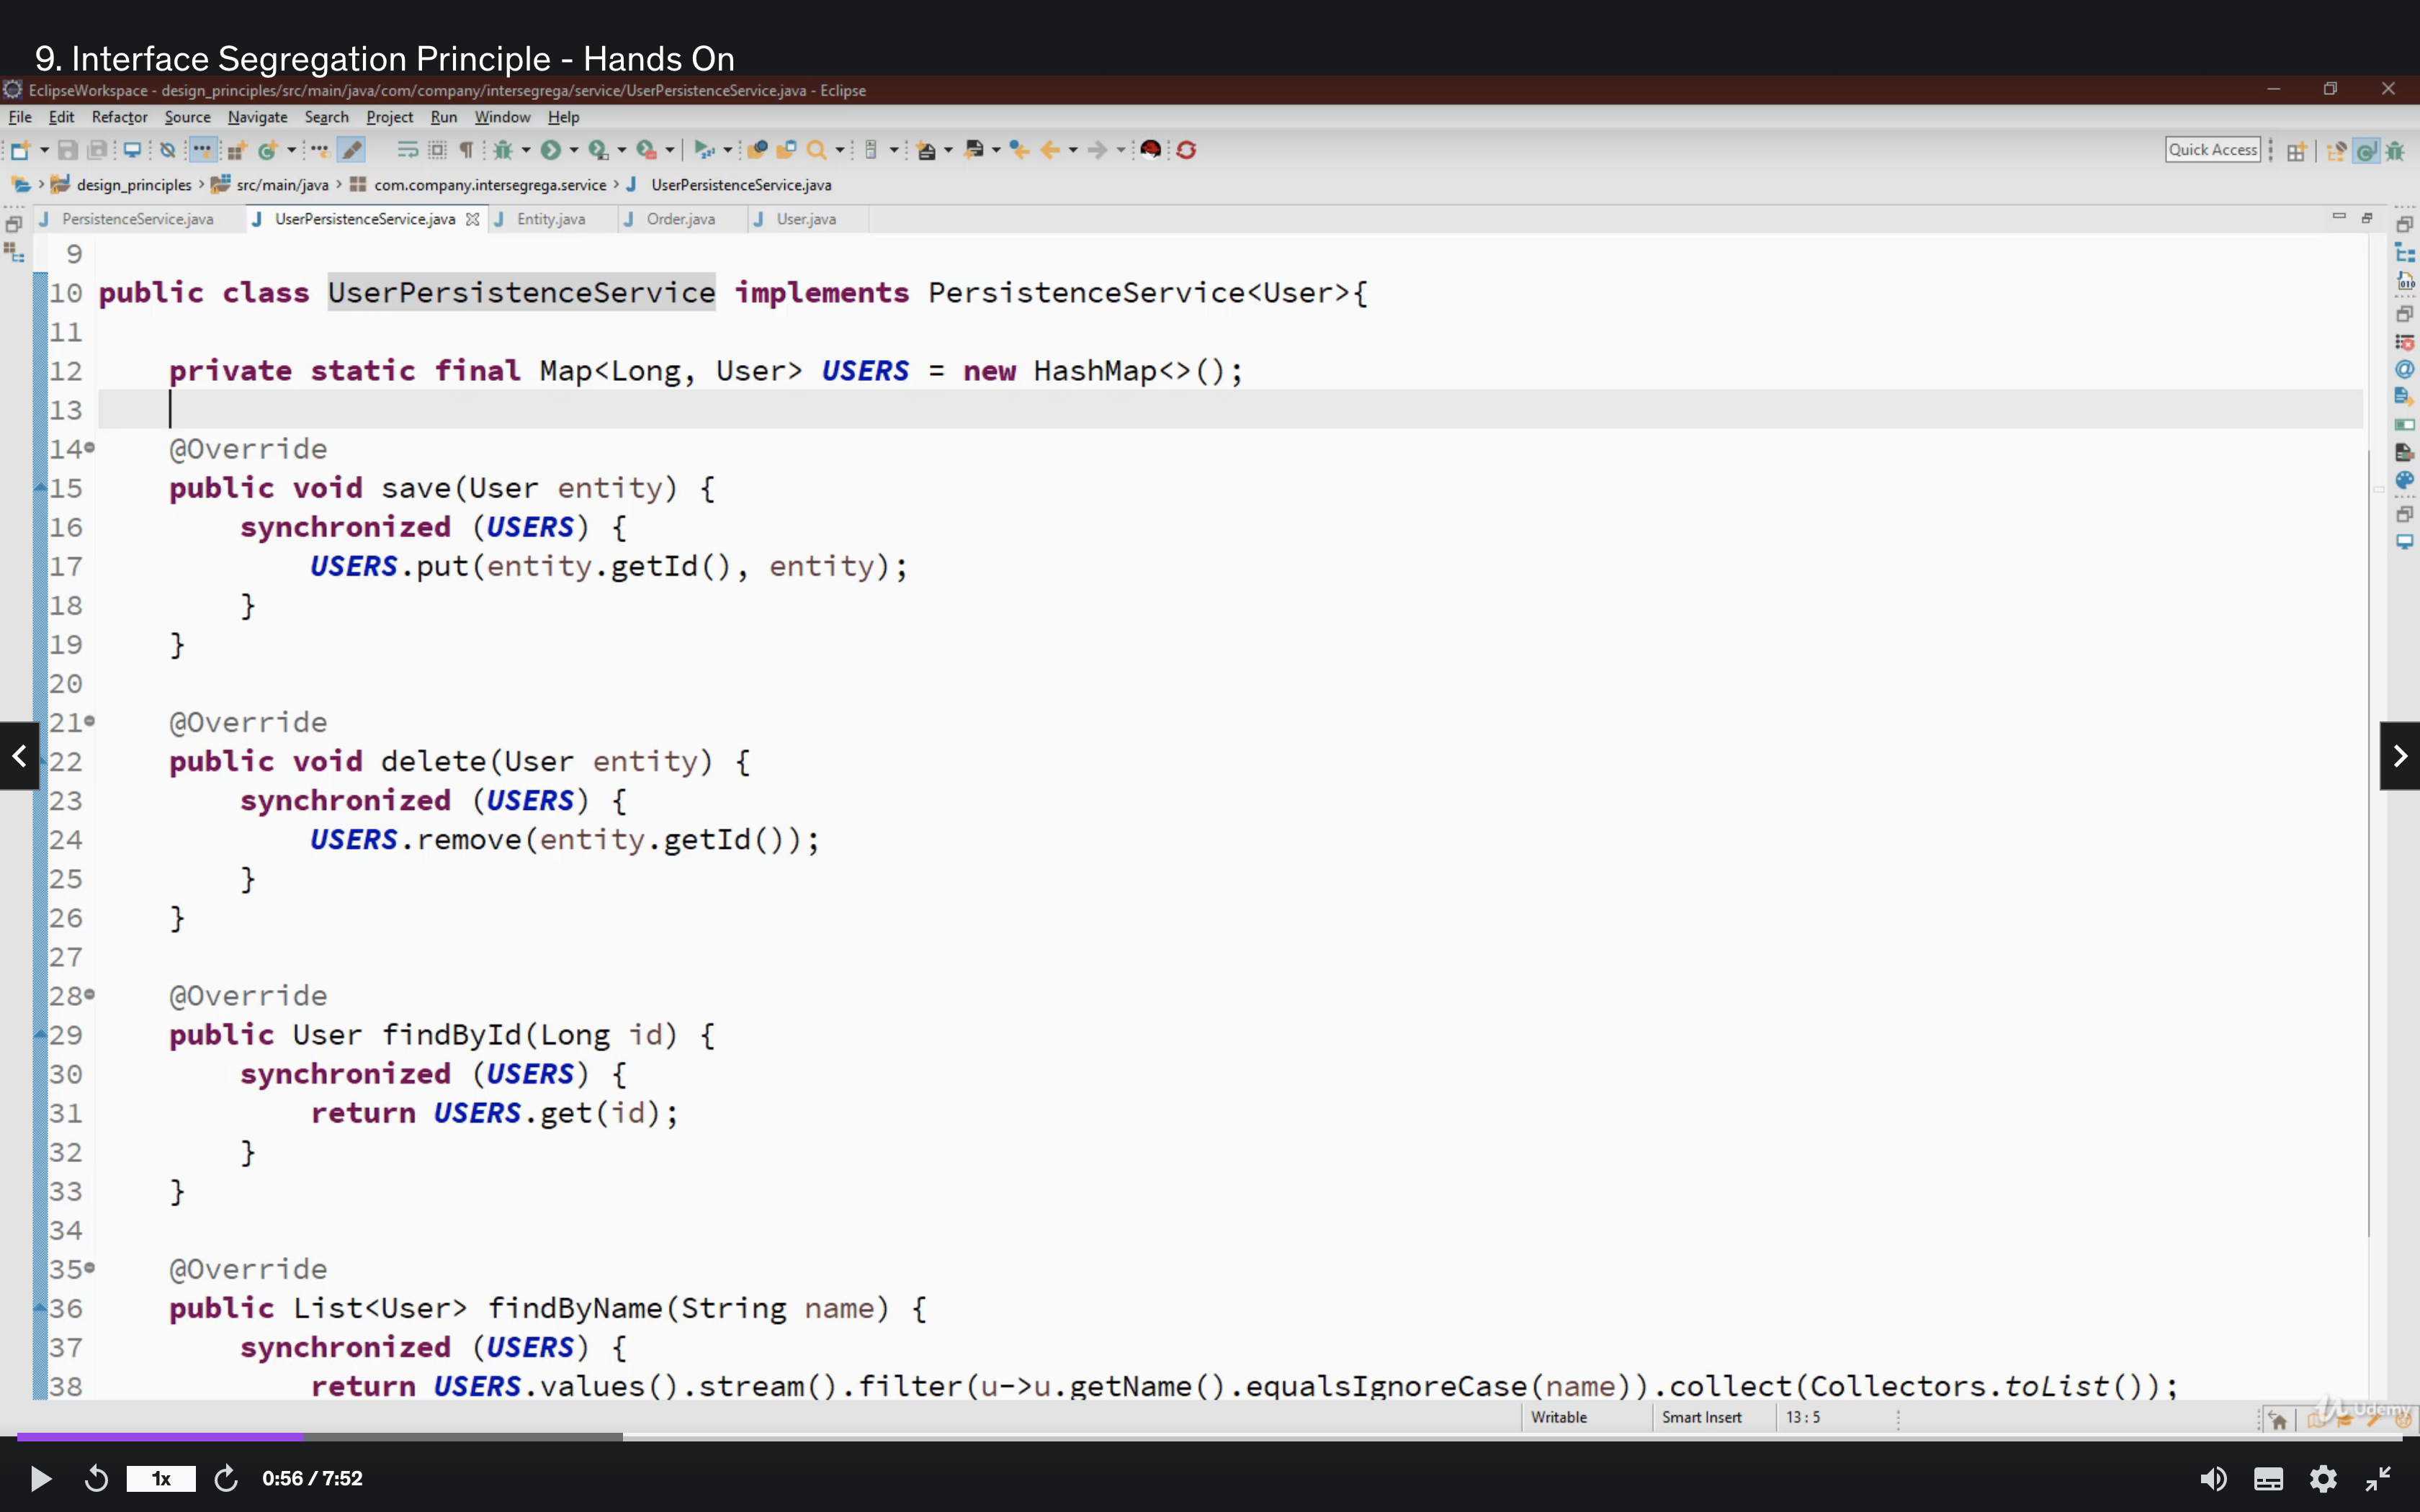 9. Interface Segregation Principle - Hands On
EclipseWorkspace - design_principles/src/main/java/com/company/intersegrega/service/UserPersistenceService.java - Eclipse
File Edit Refactor Source Navigate Search Project Run Window Help
Quick Access
design_principles › src/main/java › com.company.intersegrega.service › UserPersistenceService.java
PersistenceService.java UserPersistenceService.java Entity.java Order.java User.java
9
10 public class UserPersistenceService implements PersistenceService<User>{
11
12 private static final Map<Long, User> USERS = new HashMap<>();
13
14 @Override
15 public void save(User entity) {
16 synchronized (USERS) {
17 USERS.put(entity.getId(), entity);
18 }
19 }
20
21 @Override
22 public void delete(User entity) {
23 synchronized (USERS) {
24 USERS.remove(entity.getId());
25 }
26 }
27
28 @Override
29 public User findById(Long id) {
30 synchronized (USERS) {
31 return USERS.get(id);
32 }
33 }
34
35 @Override
36 public List<User> findByName(String name) {
37 synchronized (USERS) {
38 return USERS.values().stream().filter(u->u.getName().equalsIgnoreCase(name)).collect(Collectors.toList());
Writable Smart Insert 13 : 5
Udemy
1x 0:56 / 7:52